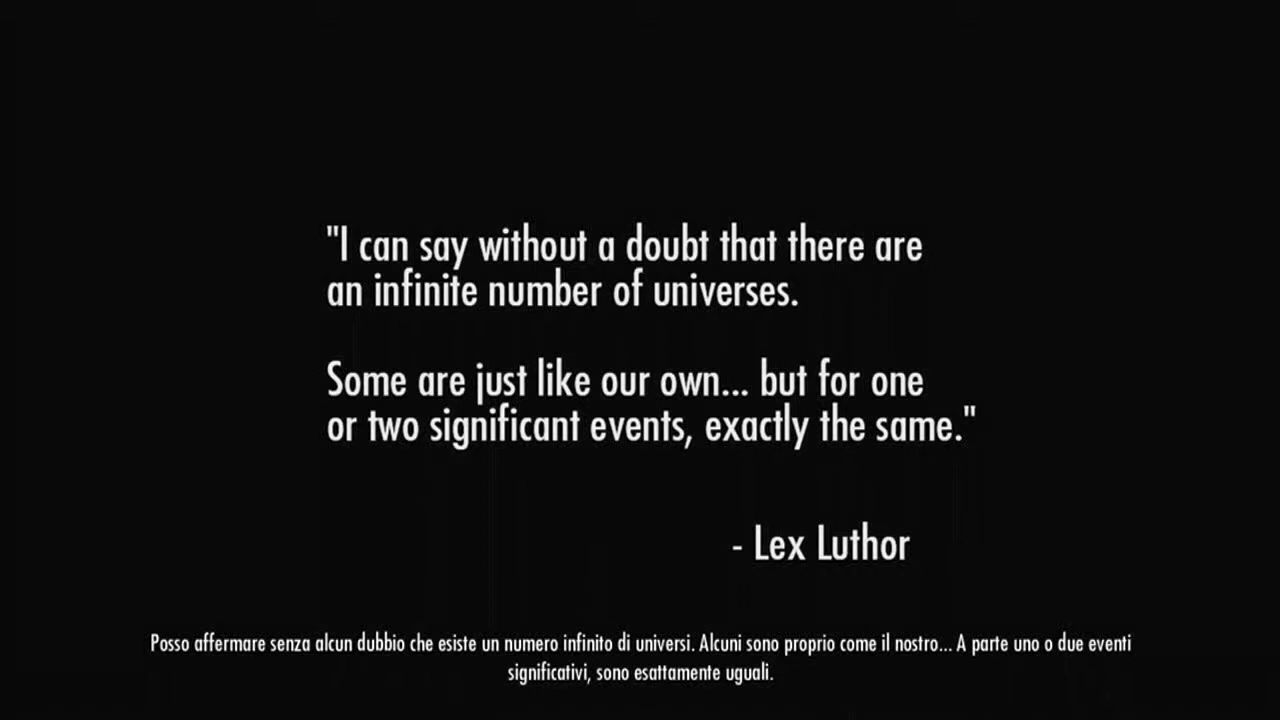 "I can say without a doubt that there are
an infinite number of universes.
Some are just like our own... but for one
or two significant events, exactly the same."
- Lex Luthor
Posso affermare senza alcun dubbio che esiste un numero infinito di universi. Alcuni sono proprio come il nostro... A parte uno o due eventi
significativi, sono esattamente uguali.